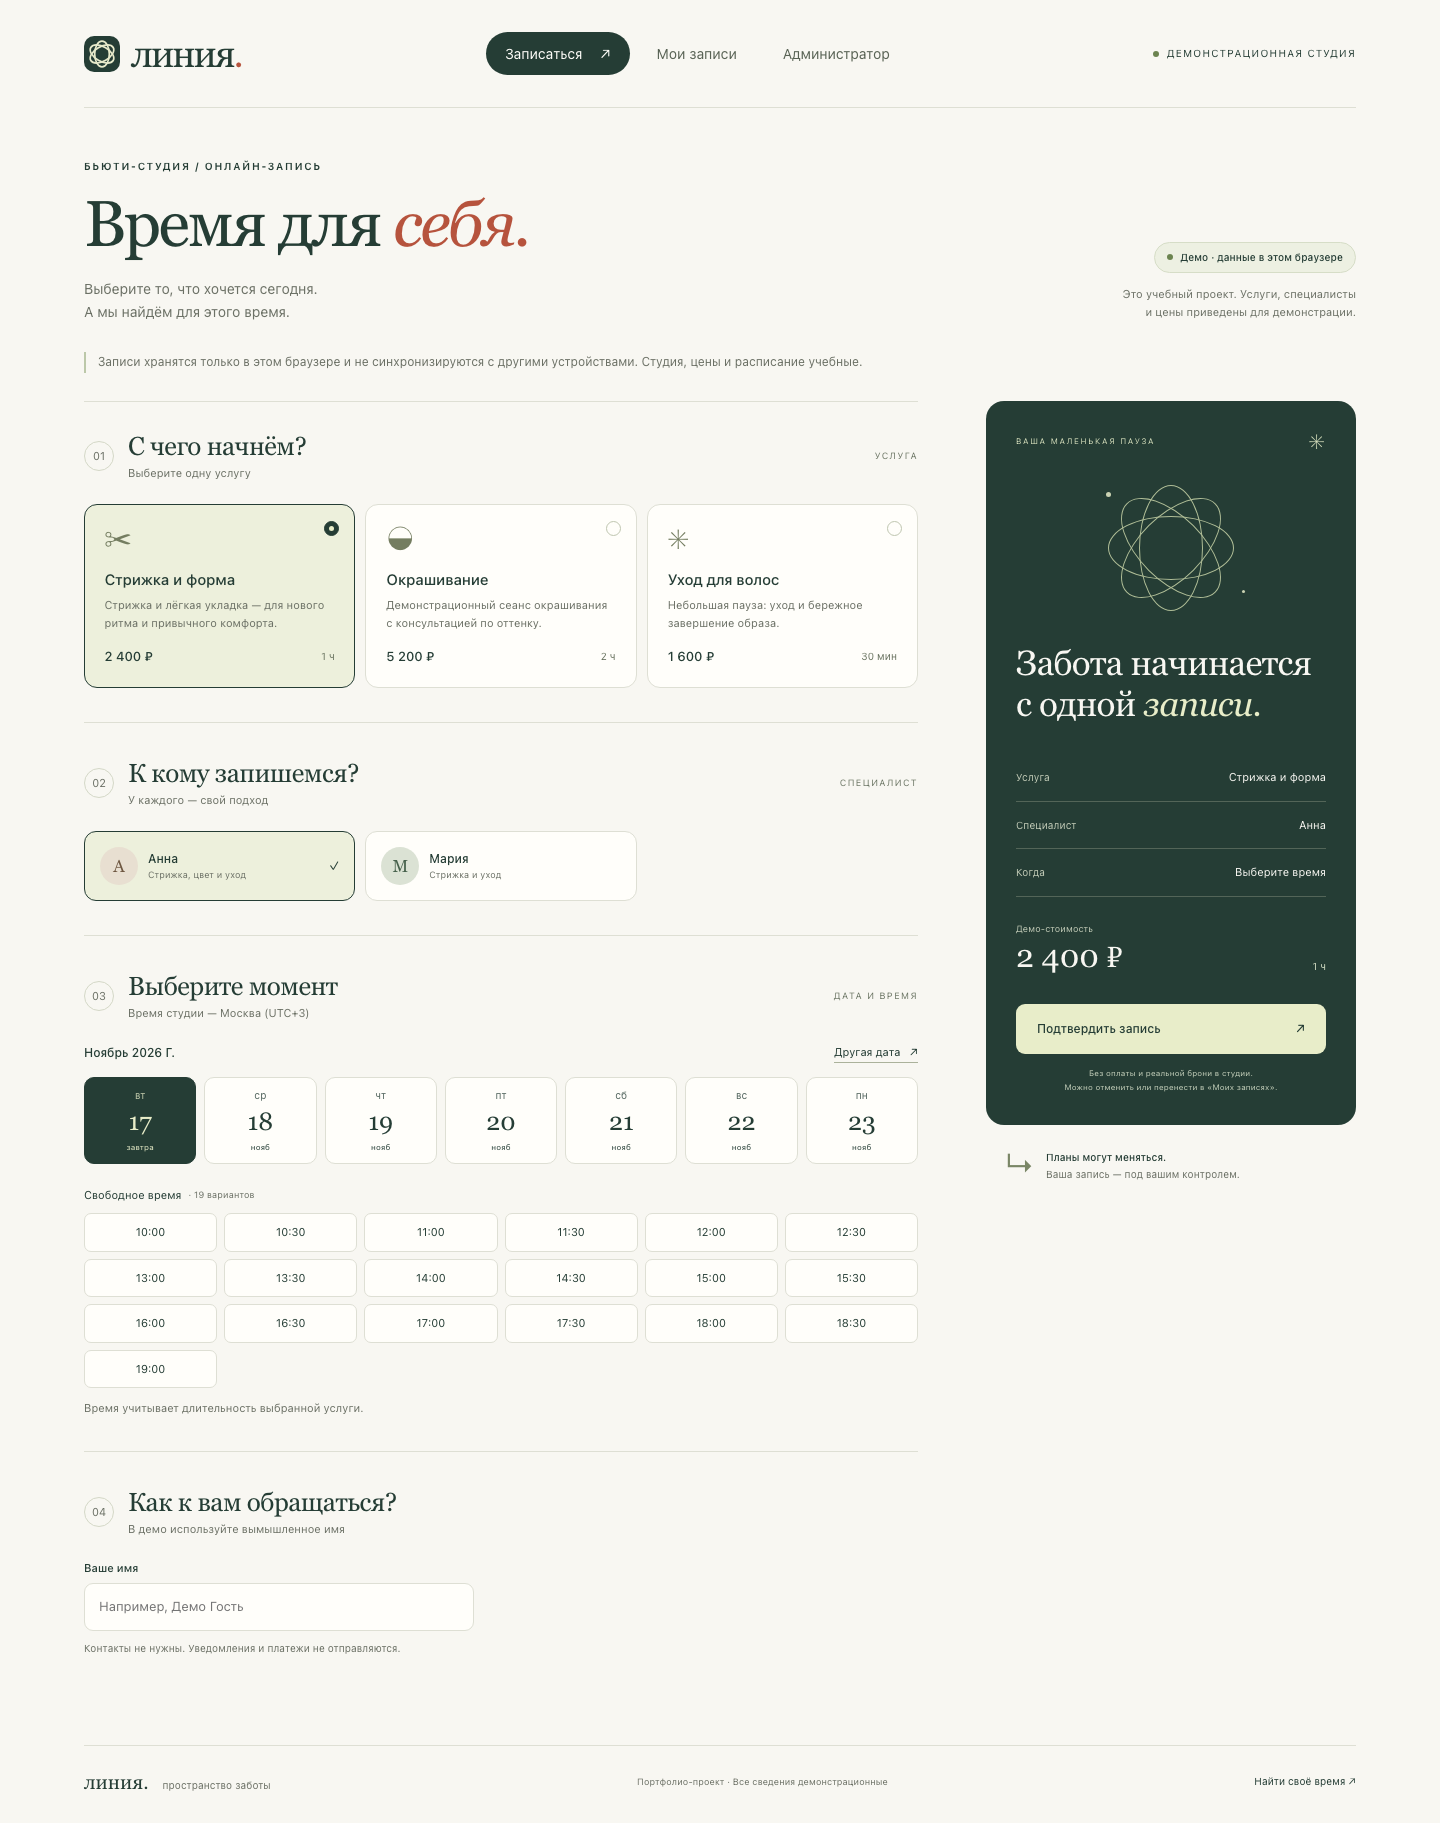 линия.
Записаться ↗
Мои записи
Администратор
ДЕМОНСТРАЦИОННАЯ СТУДИЯ
БЬЮТИ-СТУДИЯ / ОНЛАЙН-ЗАПИСЬ
Время для себя.
Выберите то, что хочется сегодня.
А мы найдём для этого время.
Демо · данные в этом браузере
Это учебный проект. Услуги, специалисты
и цены приведены для демонстрации.
Записи хранятся только в этом браузере и не синхронизируются с другими устройствами. Студия, цены и расписание учебные.
01
С чего начнём?
Выберите одну услугу
УСЛУГА
Стрижка и форма
Стрижка и лёгкая укладка — для нового
ритма и привычного комфорта.
2 400 ₽
1 ч
Окрашивание
Демонстрационный сеанс окрашивания
с консультацией по оттенку.
5 200 ₽
2 ч
Уход для волос
Небольшая пауза: уход и бережное
завершение образа.
1 600 ₽
30 мин
02
К кому запишемся?
У каждого — свой подход
СПЕЦИАЛИСТ
А
Анна
Стрижка, цвет и уход
✓
М
Мария
Стрижка и уход
03
Выберите момент
Время студии — Москва (UTC+3)
ДАТА И ВРЕМЯ
Ноябрь 2026 Г.
Другая дата ↗
вт
17
завтра
ср
18
нояб
чт
19
нояб
пт
20
нояб
сб
21
нояб
вс
22
нояб
пн
23
нояб
Свободное время · 19 вариантов
10:00
10:30
11:00
11:30
12:00
12:30
13:00
13:30
14:00
14:30
15:00
15:30
16:00
16:30
17:00
17:30
18:00
18:30
19:00
Время учитывает длительность выбранной услуги.
04
Как к вам обращаться?
В демо используйте вымышленное имя
Ваше имя
Например, Демо Гость
Контакты не нужны. Уведомления и платежи не отправляются.
ВАША МАЛЕНЬКАЯ ПАУЗА
Забота начинается
с одной записи.
Услуга
Стрижка и форма
Специалист
Анна
Когда
Выберите время
Демо-стоимость
2 400 ₽
1 ч
Подтвердить запись ↗
Без оплаты и реальной брони в студии.
Можно отменить или перенести в «Моих записях».
Планы могут меняться.
Ваша запись — под вашим контролем.
линия.
пространство заботы
Портфолио-проект · Все сведения демонстрационные
Найти своё время ↗